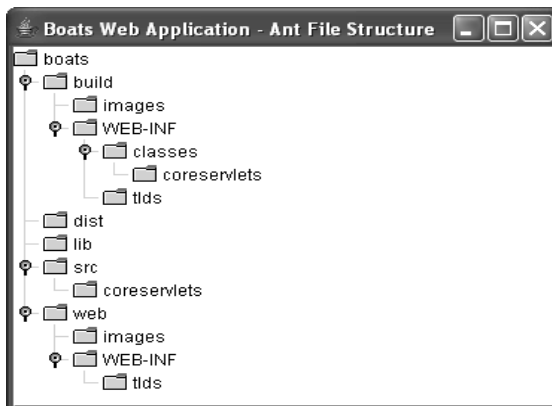 Boats Web Application - Ant File Structure
boats
build
images
WEB-INF
classes
coreservlets
tlds
dist
lib
src
coreservlets
web
images
WEB-INF
tlds